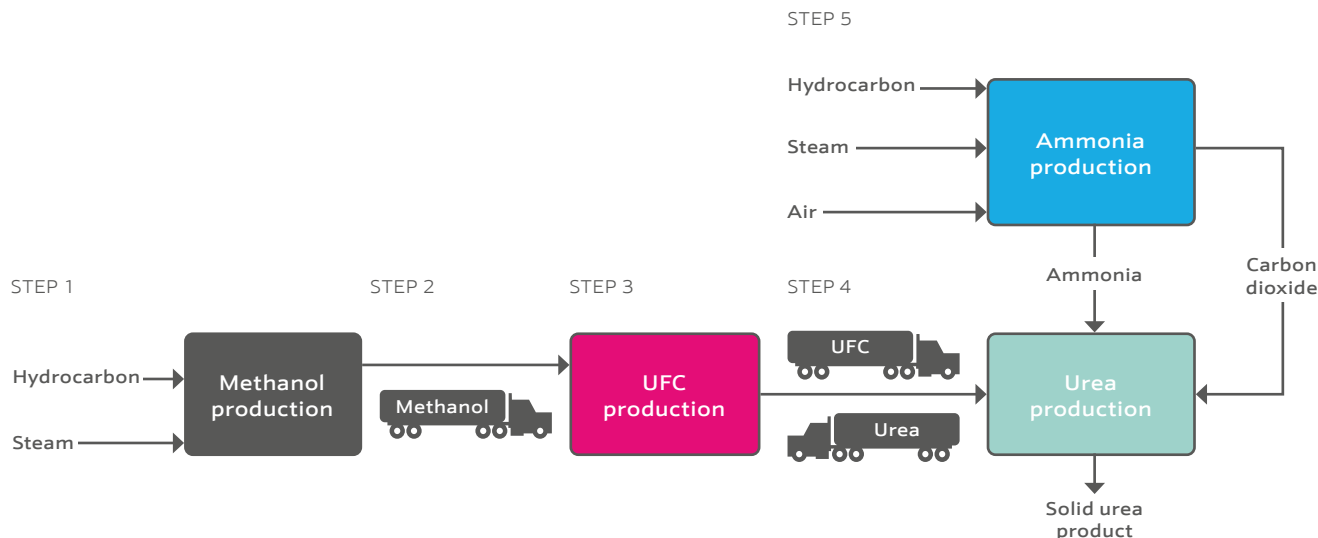 STEP 5
Hydrocarbon
Steam
Air
Ammonia
production
Ammonia
Carbon
dioxide
STEP 1
STEP 2
STEP 3
STEP 4
Hydrocarbon
Steam
Methanol
production
Methanol
UFC
production
UFC
Urea
Urea
production
Solid urea
product